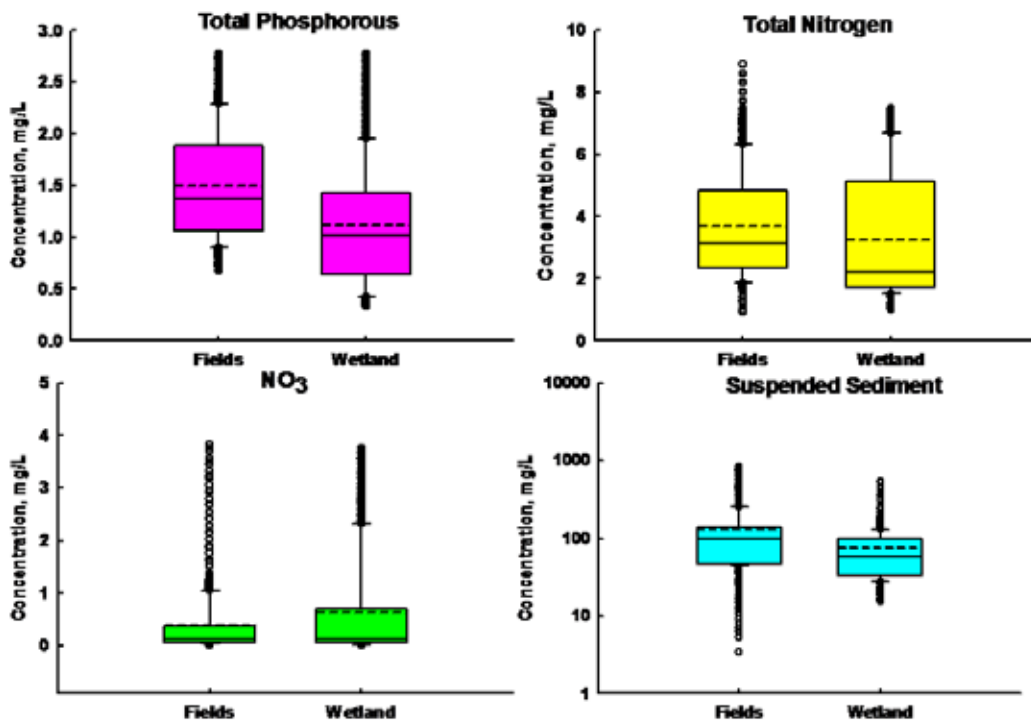 Total Phosphorous
3.0
2.5
2.0
1.5
1.0
0.5
0.0
Concentration, mg/L
Fields
Wetland
Total Nitrogen
10
8
6
4
2
0
Concentration, mg/L
Fields
Wetland
NO3
5
4
3
2
1
0
Concentration, mg/L
Fields
Wetland
Suspended Sediment
10000
1000
100
10
1
Concentration, mg/L
Fields
Wetland